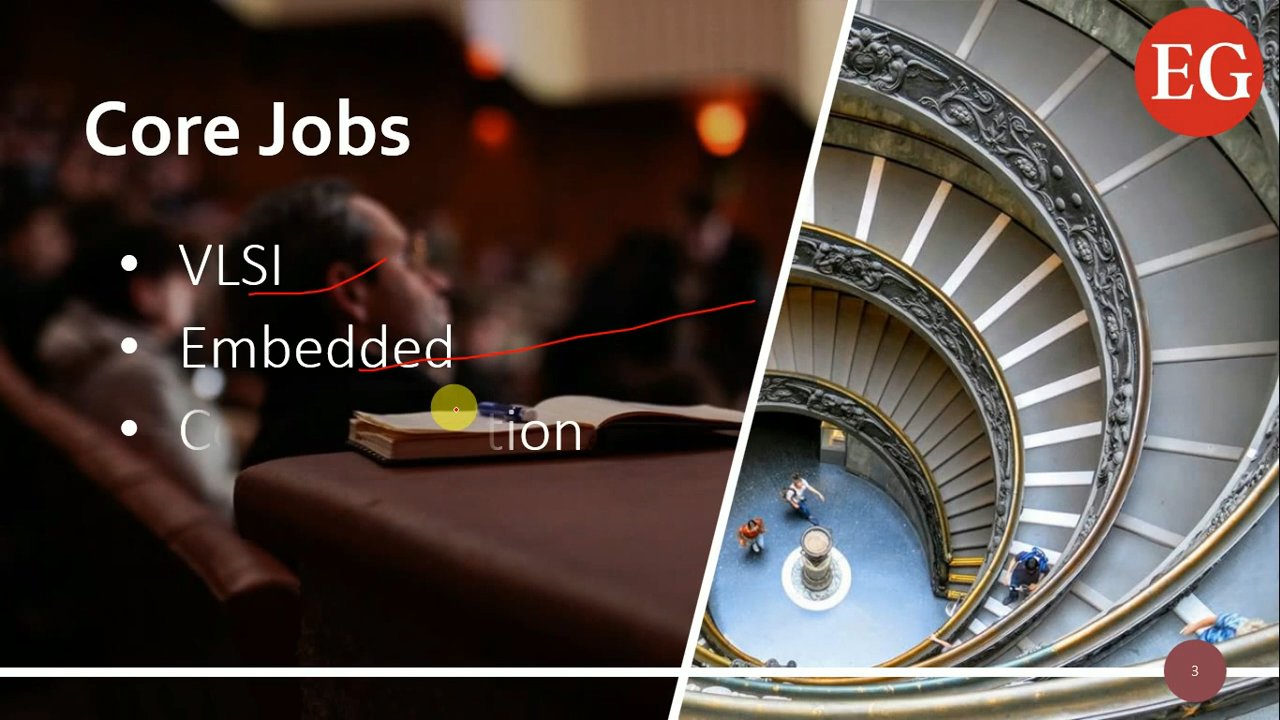 EG
Core Jobs
• VLSI
• Embedded
3